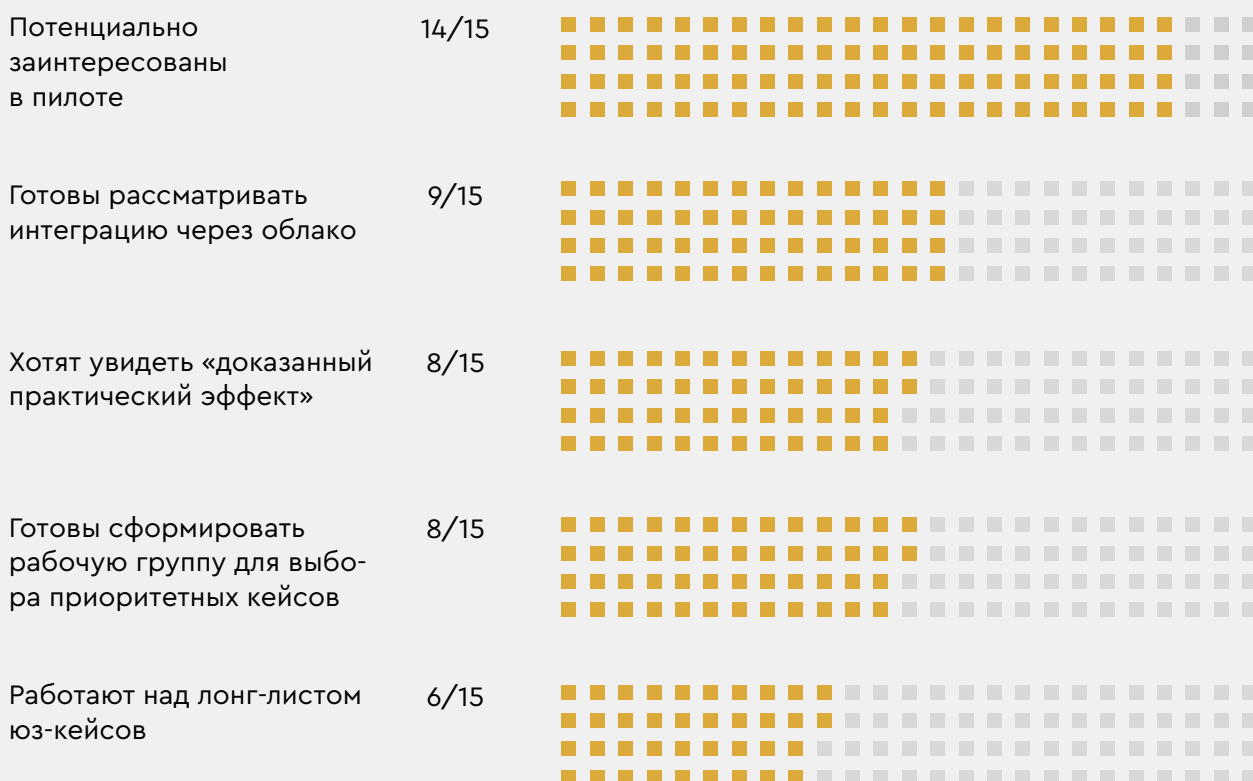 Потенциально
заинтересованы
в пилоте
14/15
Готовы рассматривать
интеграцию через облако
9/15
Хотят увидеть «доказанный
практический эффект»
8/15
Готовы сформировать
рабочую группу для выбо-
ра приоритетных кейсов
8/15
Работают над лонг-листом
юз-кейсов
6/15